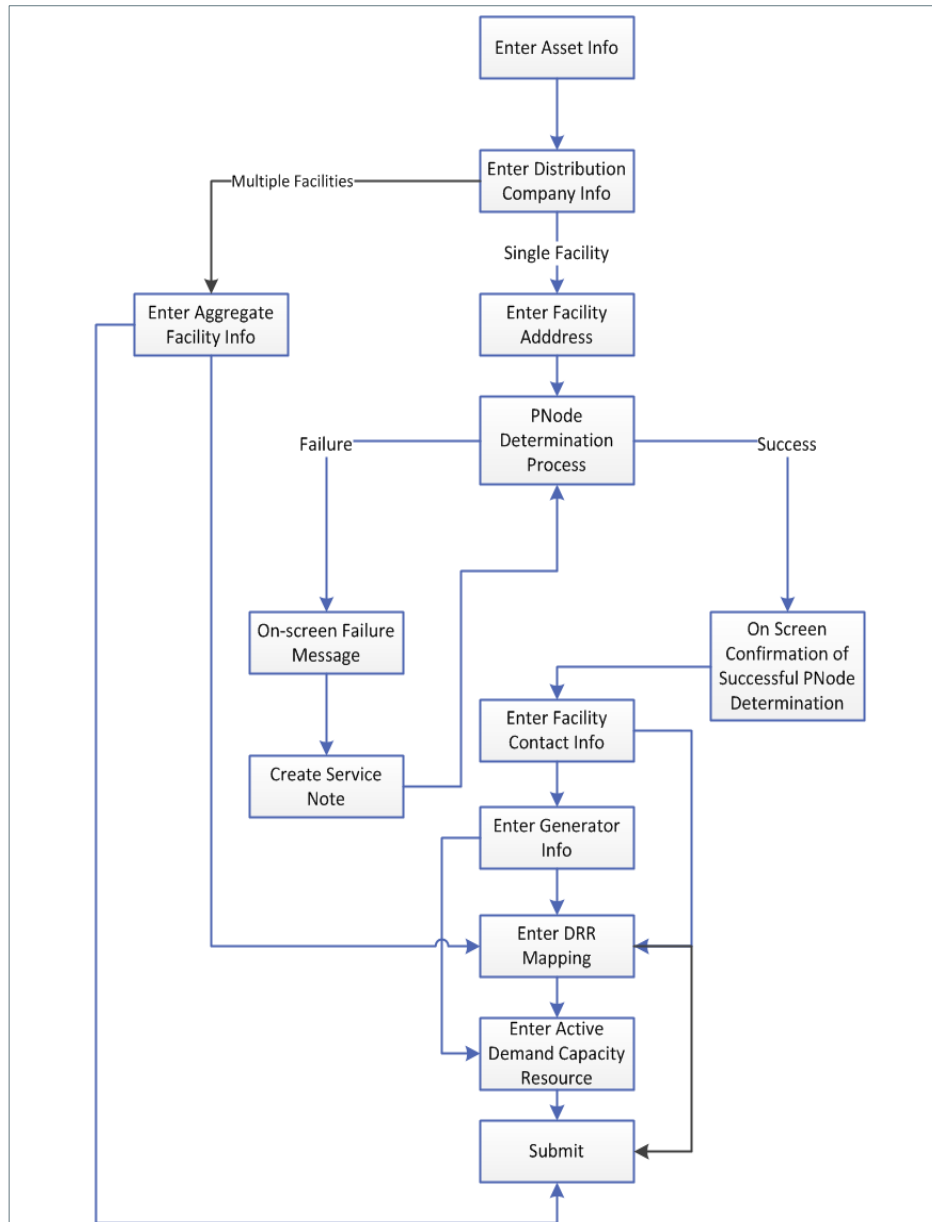 Enter Asset Info
Enter Distribution
Company Info
Multiple Facilities
Single Facility
Enter Aggregate
Facility Info
Enter Facility
Adddress
PNode
Determination
Process
Failure
Success
On-screen Failure
Message
On Screen
Confirmation of
Successful PNode
Determination
Enter Facility
Contact Info
Create Service
Note
Enter Generator
Info
Enter DRR
Mapping
Enter Active
Demand Capacity
Resource
Submit